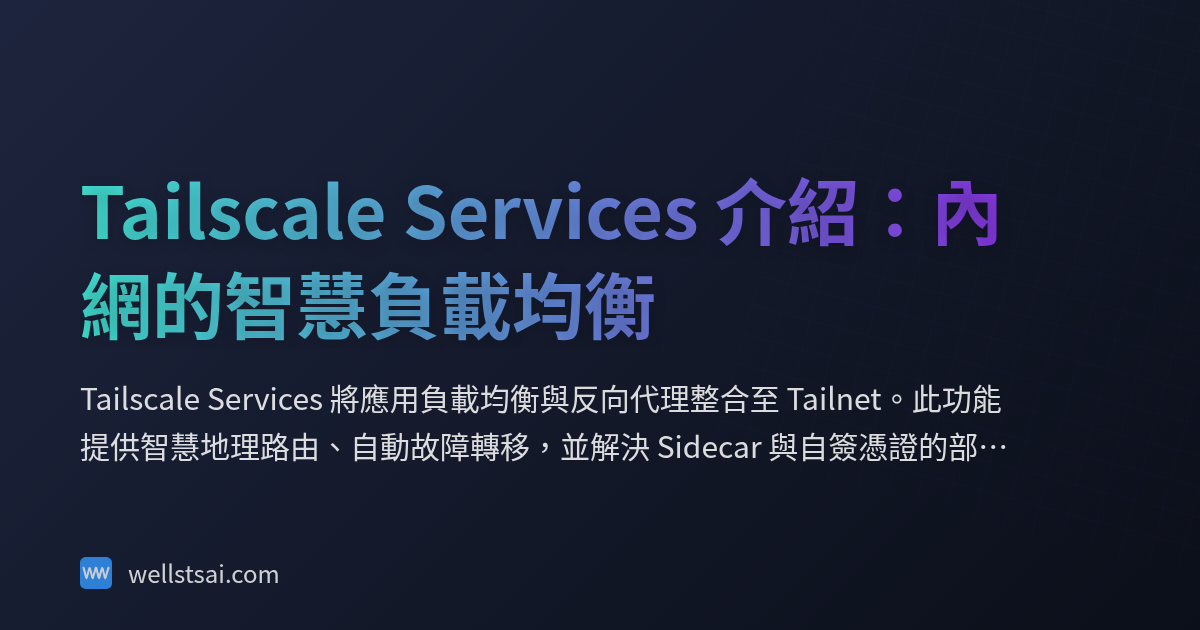 Tailscale Services 介紹：內
網的智慧負載均衡
Tailscale Services 將應用負載均衡與反向代理整合至 Tailnet。此功能
提供智慧地理路由、自動故障轉移，並解決 Sidecar 與自簽憑證的部…
wellstsai.com